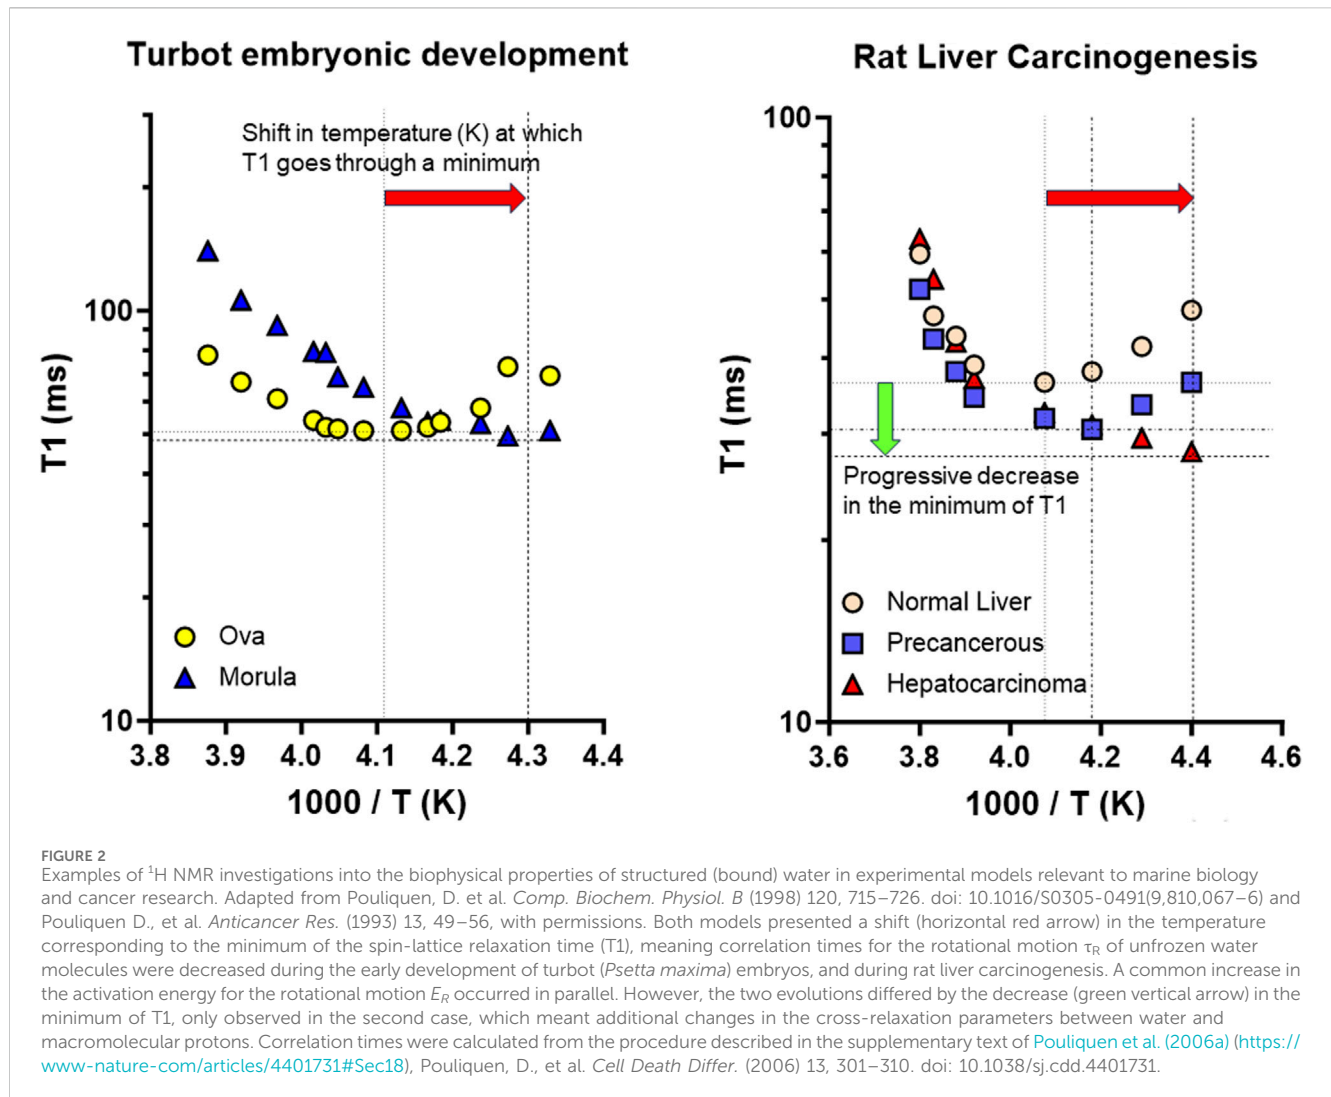 Turbot embryonic development
Rat Liver Carcinogenesis
Shift in temperature (K) at which
T1 goes through a minimum
100
10
T1 (ms)
3.8 3.9 4.0 4.1 4.2 4.3 4.4
1000 / T (K)
Ova
Morula
100
10
T1 (ms)
Progressive decrease
in the minimum of T1
Normal Liver
Precancerous
Hepatocarcinoma
3.6 3.8 4.0 4.2 4.4 4.6
1000 / T (K)
FIGURE 2
Examples of ¹H NMR investigations into the biophysical properties of structured (bound) water in experimental models relevant to marine biology
and cancer research. Adapted from Pouliquen, D. et al. Comp. Biochem. Physiol. B (1998) 120, 715–726. doi: 10.1016/S0305-0491(9,810,067–6) and
Pouliquen D., et al. Anticancer Res. (1993) 13, 49–56, with permissions. Both models presented a shift (horizontal red arrow) in the temperature
corresponding to the minimum of the spin-lattice relaxation time (T1), meaning correlation times for the rotational motion τR of unfrozen water
molecules were decreased during the early development of turbot (Psetta maxima) embryos, and during rat liver carcinogenesis. A common increase in
the activation energy for the rotational motion ER occurred in parallel. However, the two evolutions differed by the decrease (green vertical arrow) in the
minimum of T1, only observed in the second case, which meant additional changes in the cross-relaxation parameters between water and
macromolecular protons. Correlation times were calculated from the procedure described in the supplementary text of Pouliquen et al. (2006a) (https://
www-nature-com/articles/4401731#Sec18), Pouliquen, D., et al. Cell Death Differ. (2006) 13, 301–310. doi: 10.1038/sj.cdd.4401731.